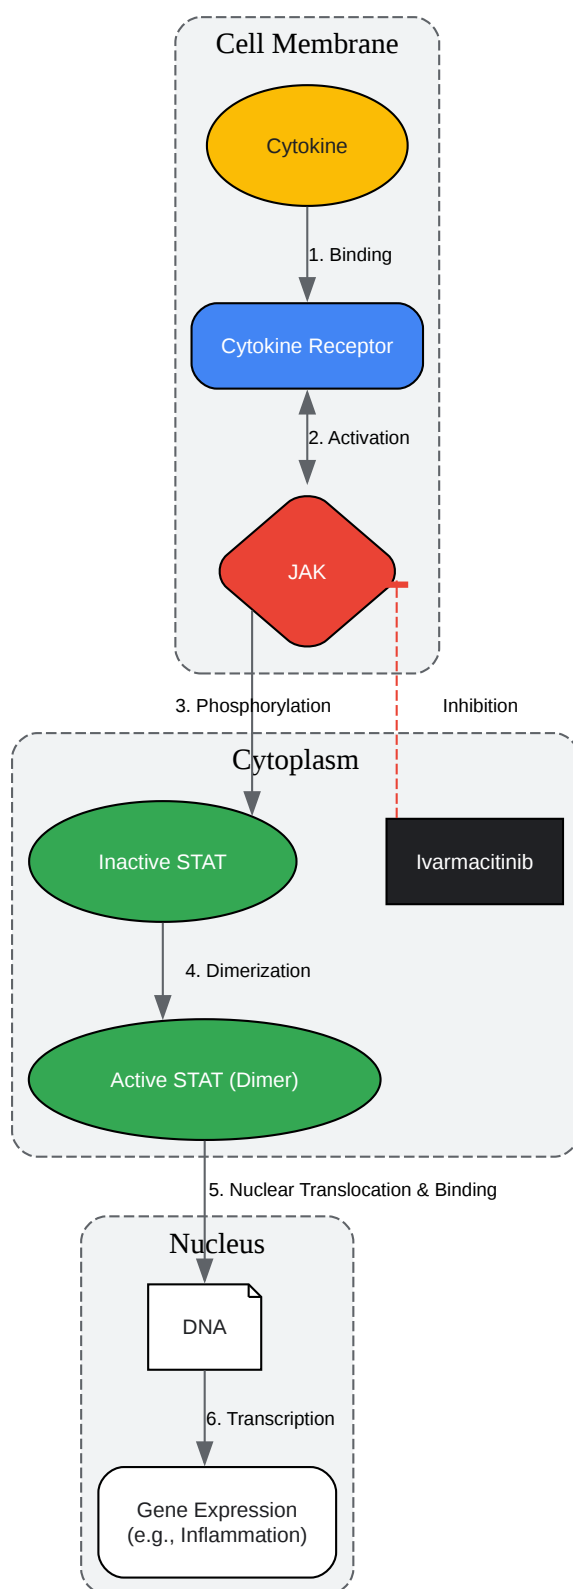 Cell Membrane
Cytokine
1. Binding
Cytokine Receptor
2. Activation
JAK
3. Phosphorylation
Inhibition
Cytoplasm
Inactive STAT
Ivarmacitinib
4. Dimerization
Active STAT (Dimer)
5. Nuclear Translocation & Binding
Nucleus
DNA
6. Transcription
Gene Expression
(e.g., Inflammation)